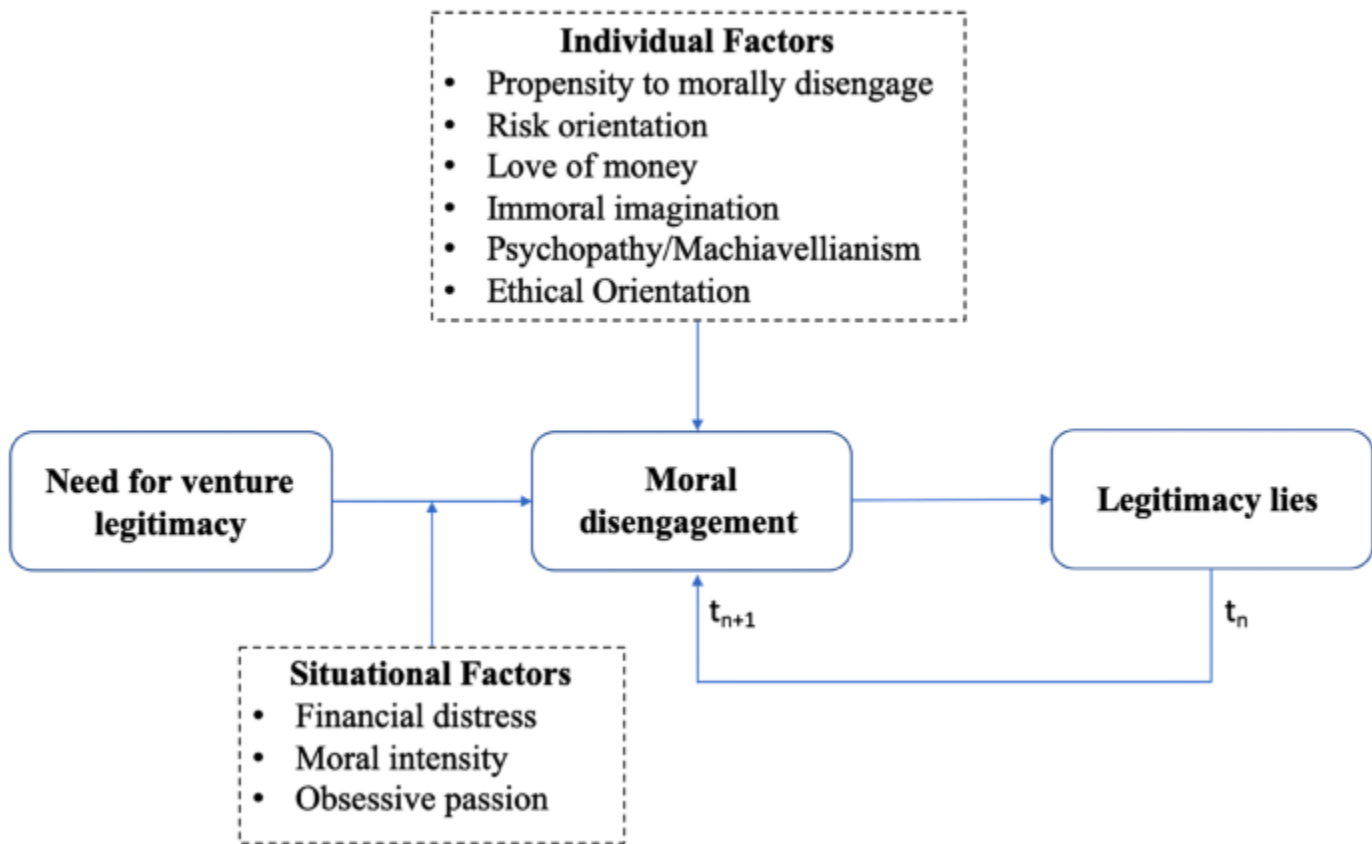 Individual Factors
• Propensity to morally disengage
• Risk orientation
• Love of money
• Immoral imagination
• Psychopathy/Machiavellianism
• Ethical Orientation
Need for venture
legitimacy
Moral
disengagement
Legitimacy lies
tn+1
tn
Situational Factors
• Financial distress
• Moral intensity
• Obsessive passion